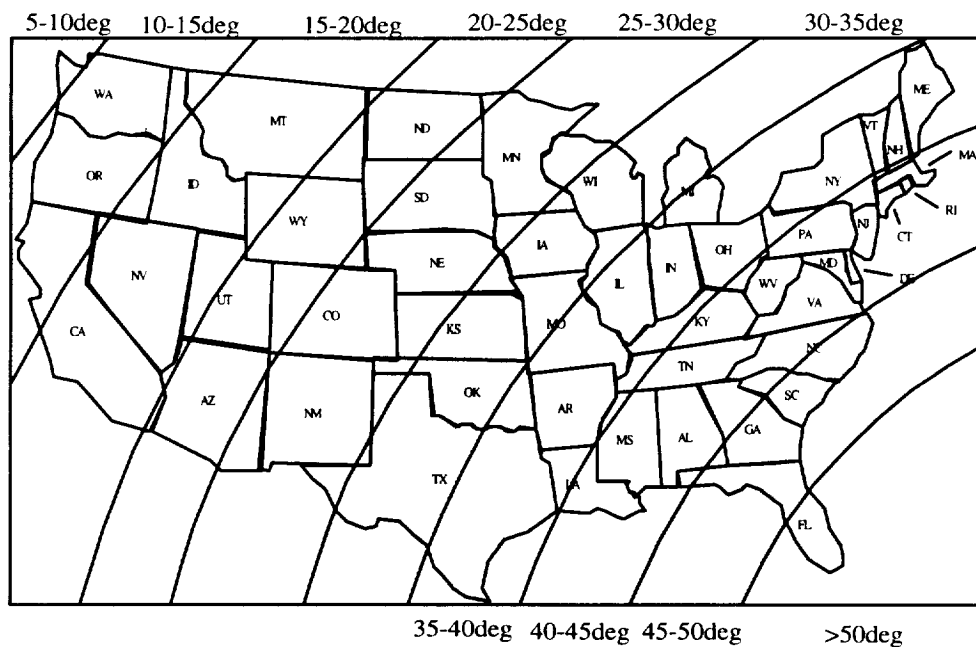 5-10deg 10-15deg 15-20deg 20-25deg 25-30deg 30-35deg
WA MT ND MN ME
OR ID SD WI MI NY VT NH MA
WY IA RI
NV UT NE IL IN OH PA NJ CT
CA CO KS MO KY WV MD DE
VA
AZ NM OK AR TN NC
SC
TX MS AL GA
LA
FL
35-40deg 40-45deg 45-50deg >50deg